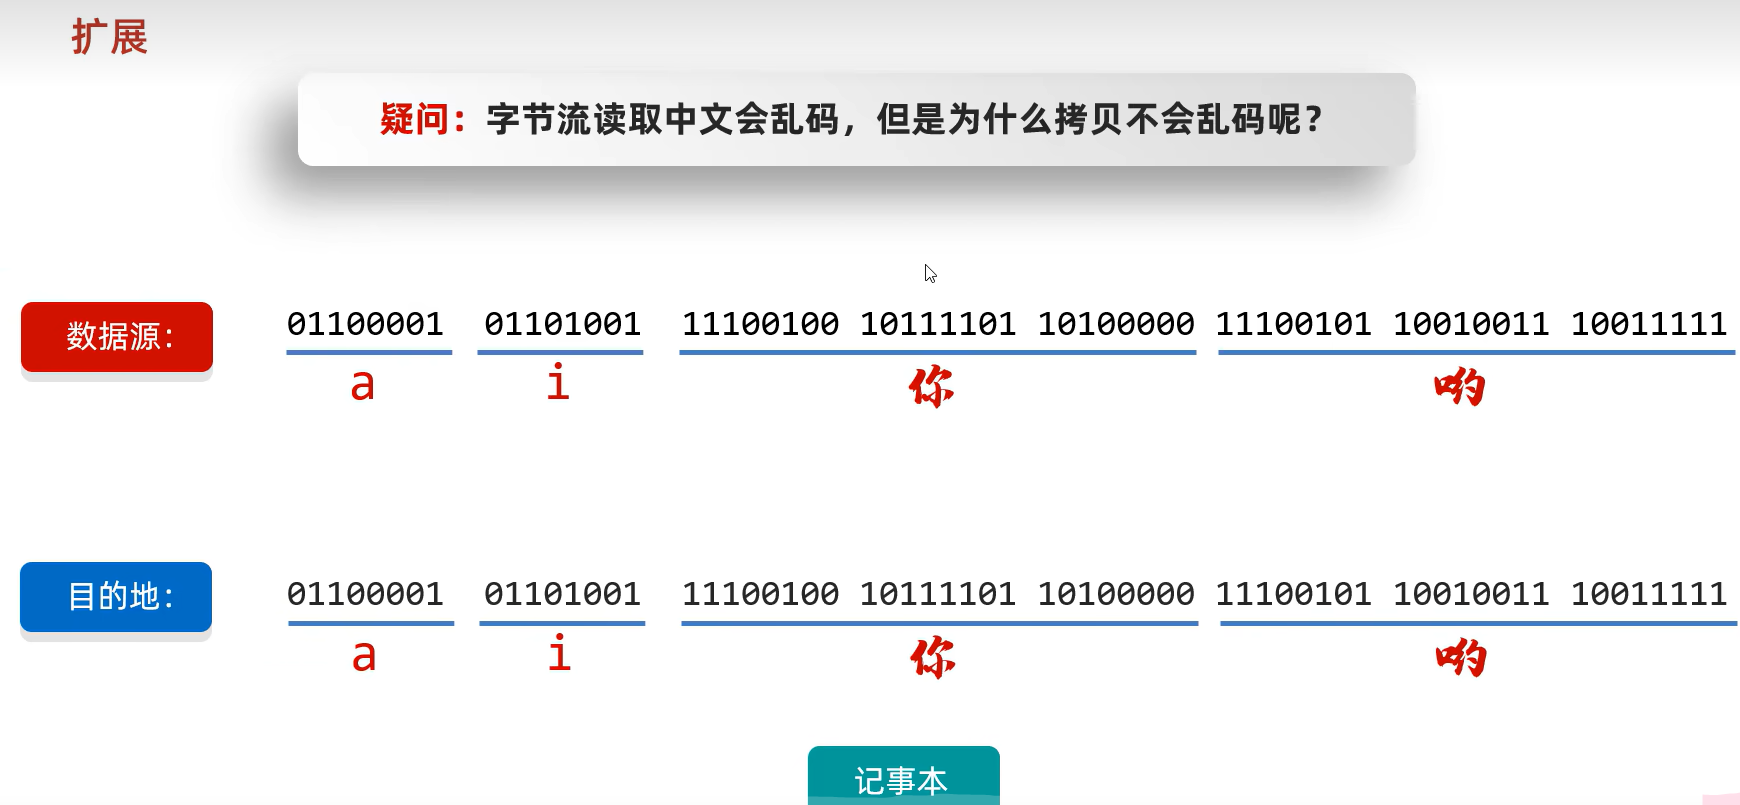 扩展
疑问：字节流读取中文会乱码，但是为什么拷贝不会乱码呢？
数据源： 01100001 01101001 11100100 10111101 10100000 11100101 10010011 10011111
a i 你 哟
目的地： 01100001 01101001 11100100 10111101 10100000 11100101 10010011 10011111
a i 你 哟
记事本